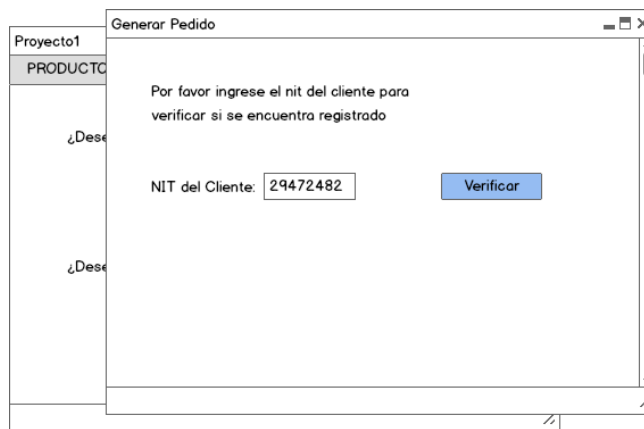 Generar Pedido
Proyecto1
PRODUCTO
Por favor ingrese el nit del cliente para
verificar si se encuentra registrado
¿Dese
NIT del Cliente: 29472482 Verificar
¿Dese